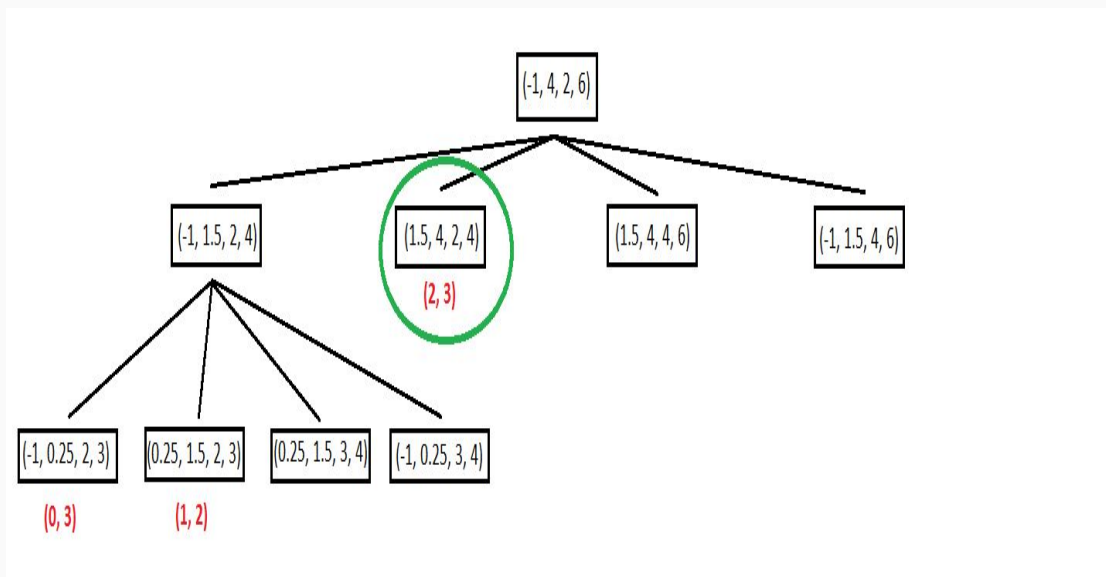 (-1, 4, 2, 6)
(-1, 1.5, 2, 4)
(1.5, 4, 2, 4)
(1.5, 4, 4, 6)
(-1, 1.5, 4, 6)
(2, 3)
(-1, 0.25, 2, 3)
(0.25, 1.5, 2, 3)
(0.25, 1.5, 3, 4)
(-1, 0.25, 3, 4)
(0, 3)
(1, 2)